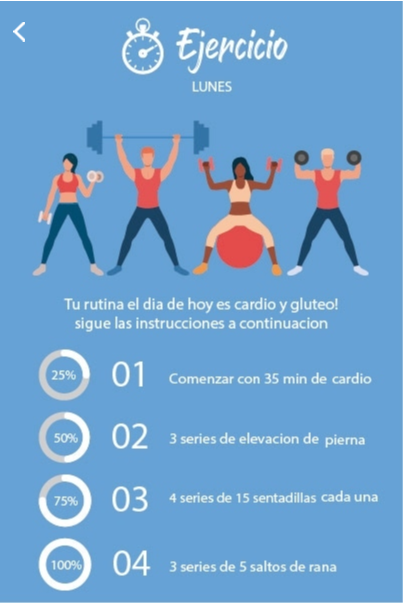 Ejercicio
LUNES
Tu rutina el dia de hoy es cardio y gluteo!
sigue las instrucciones a continuacion
25% 01 Comenzar con 35 min de cardio
50% 02 3 series de elevacion de pierna
75% 03 4 series de 15 sentadillas cada una
100% 04 3 series de 5 saltos de rana